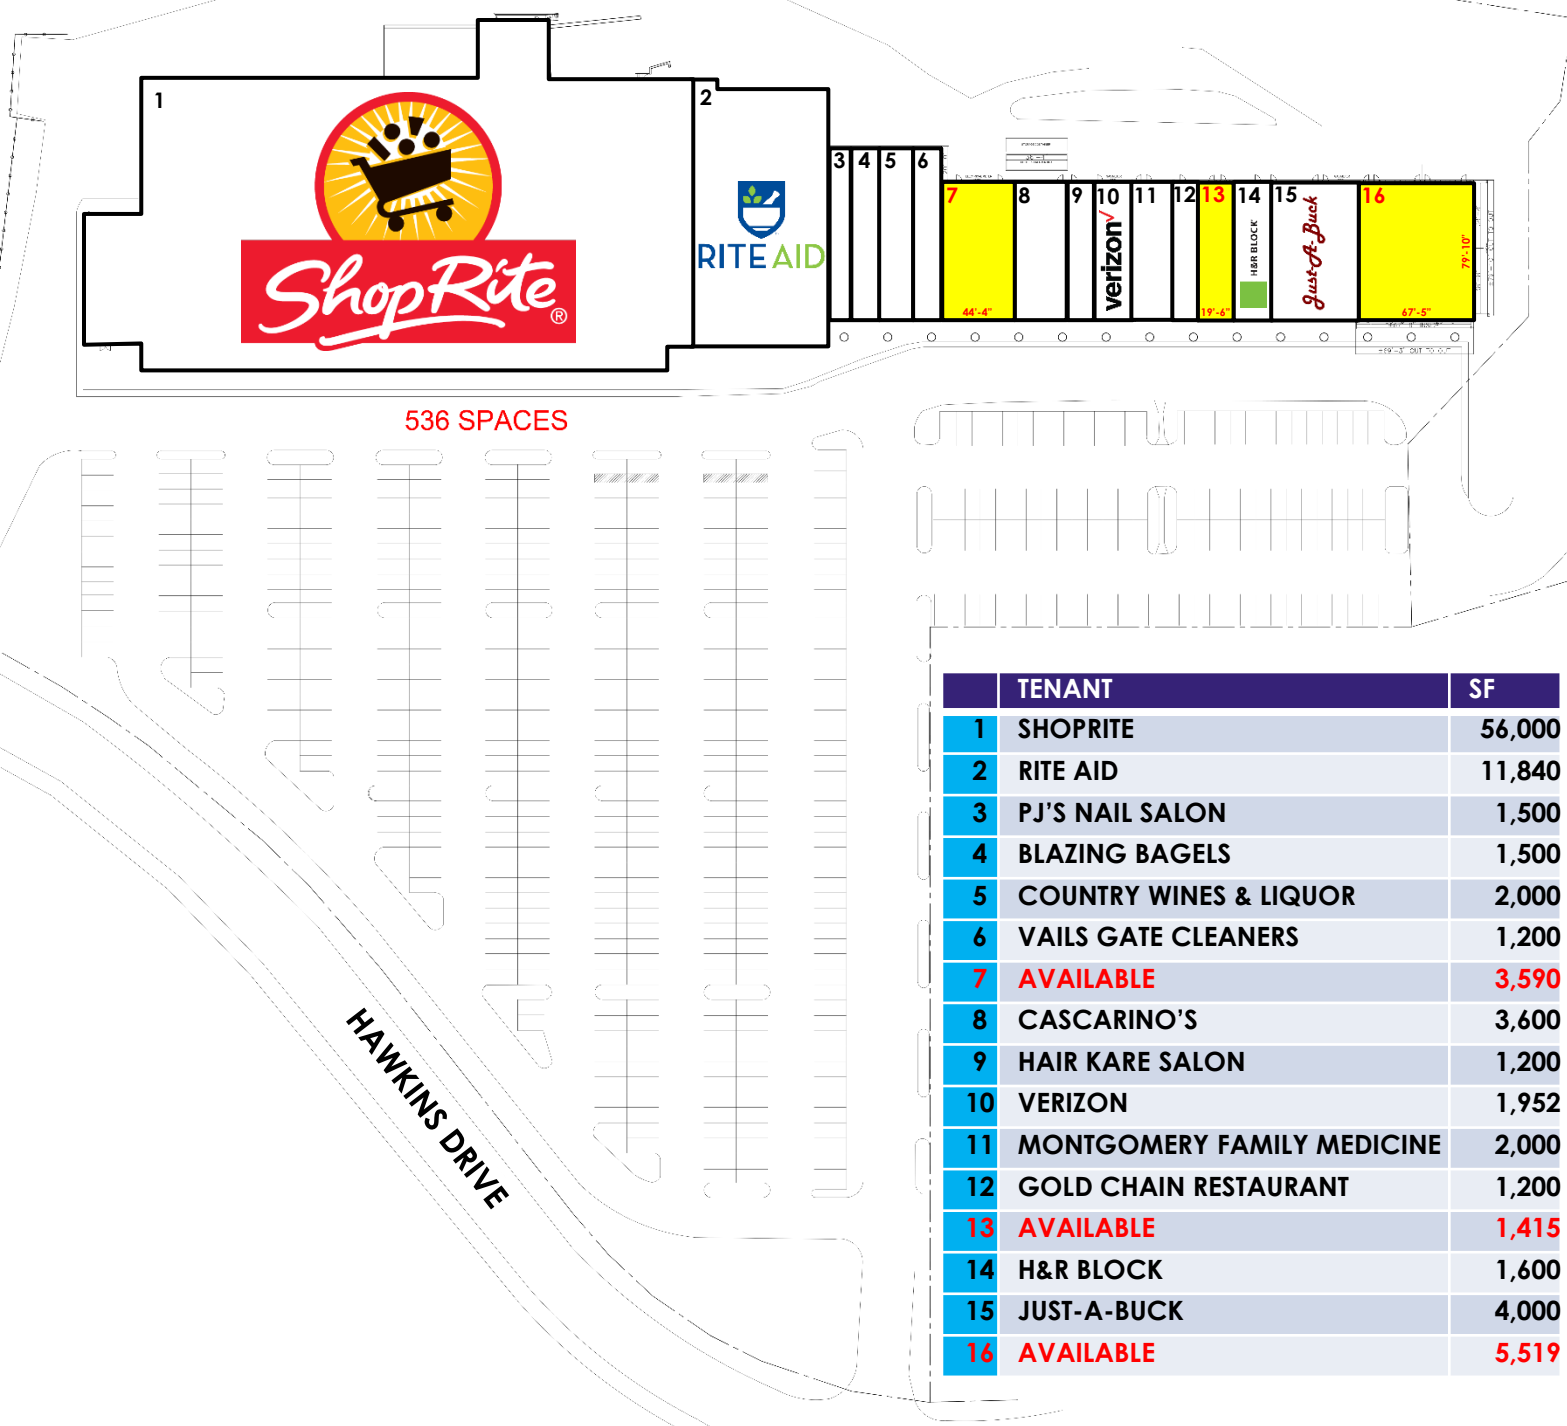 1
2
3
4
5
6
7
8
9
10
11
12
13
14
15
16
ShopRite®
RITE AID
verizon✓
H&R BLOCK
Just-A-Buck
44'-4"
19'-6"
67'-5"
79'-10"
536 SPACES
HAWKINS DRIVE
TENANT SF
1 SHOPRITE 56,000
2 RITE AID 11,840
3 PJ'S NAIL SALON 1,500
4 BLAZING BAGELS 1,500
5 COUNTRY WINES & LIQUOR 2,000
6 VAILS GATE CLEANERS 1,200
7 AVAILABLE 3,590
8 CASCARINO'S 3,600
9 HAIR KARE SALON 1,200
10 VERIZON 1,952
11 MONTGOMERY FAMILY MEDICINE 2,000
12 GOLD CHAIN RESTAURANT 1,200
13 AVAILABLE 1,415
14 H&R BLOCK 1,600
15 JUST-A-BUCK 4,000
16 AVAILABLE 5,519